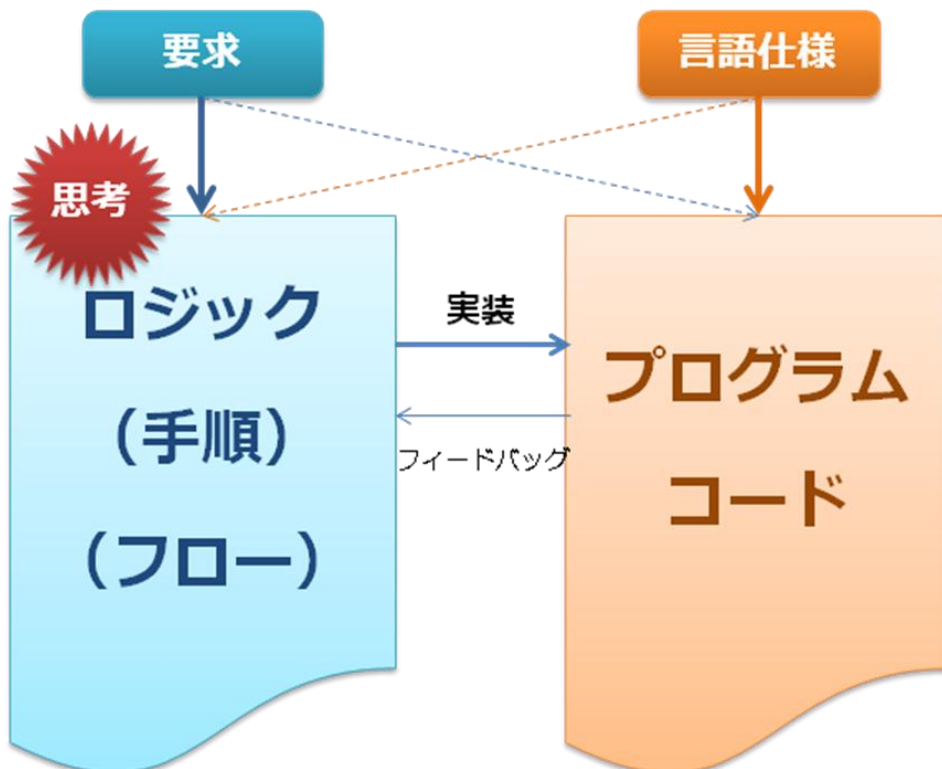 要求
言語仕様
思考
ロジック
（手順）
（フロー）
実装
フィードバッグ
プログラム
コード